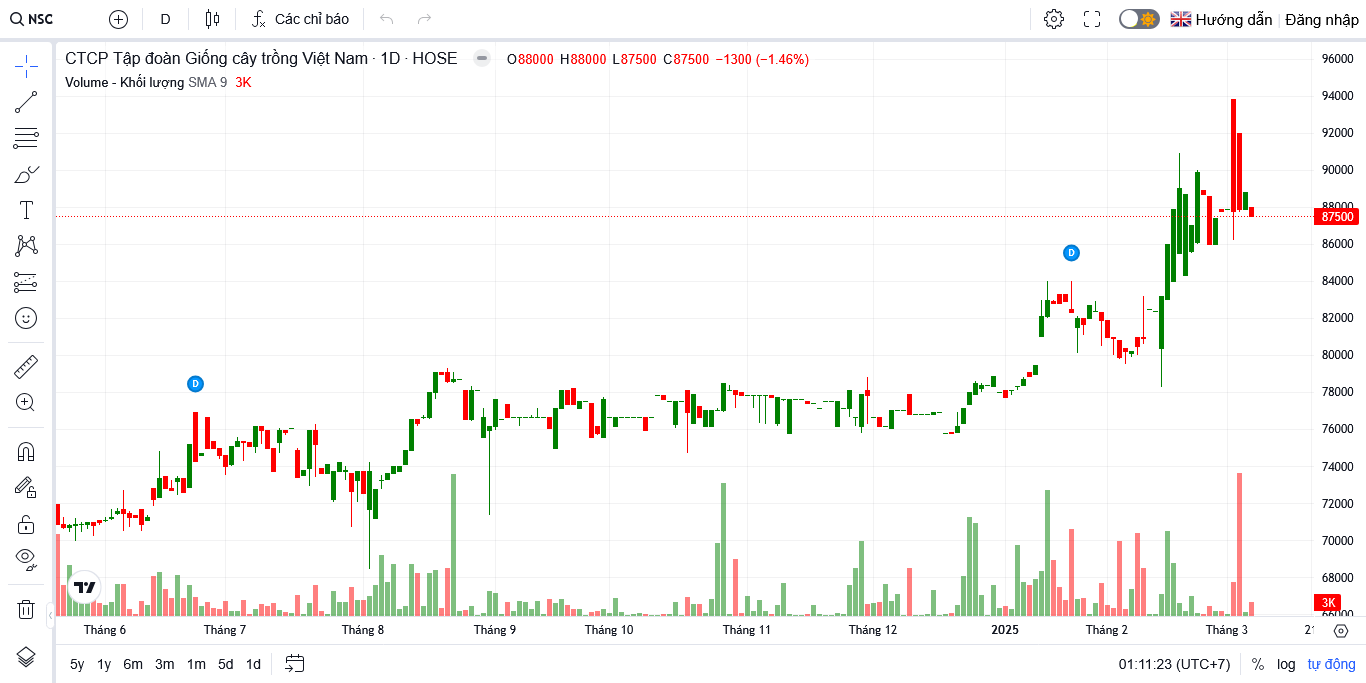 NSC D Các chỉ báo Hướng dẫn Đăng nhập
CTCP Tập đoàn Giống cây trồng Việt Nam · 1D · HOSE O88000 H88000 L87500 C87500 −1300 (−1.46%)
Volume - Khối lượng SMA 9 3K
96000
94000
92000
90000
88000
87500
86000
84000
82000
80000
78000
76000
74000
72000
70000
68000
3K
66000
D
D
Tháng 6 Tháng 7 Tháng 8 Tháng 9 Tháng 10 Tháng 11 Tháng 12 2025 Tháng 2 Tháng 3
5y 1y 6m 3m 1m 5d 1d 01:11:23 (UTC+7) % log tự động